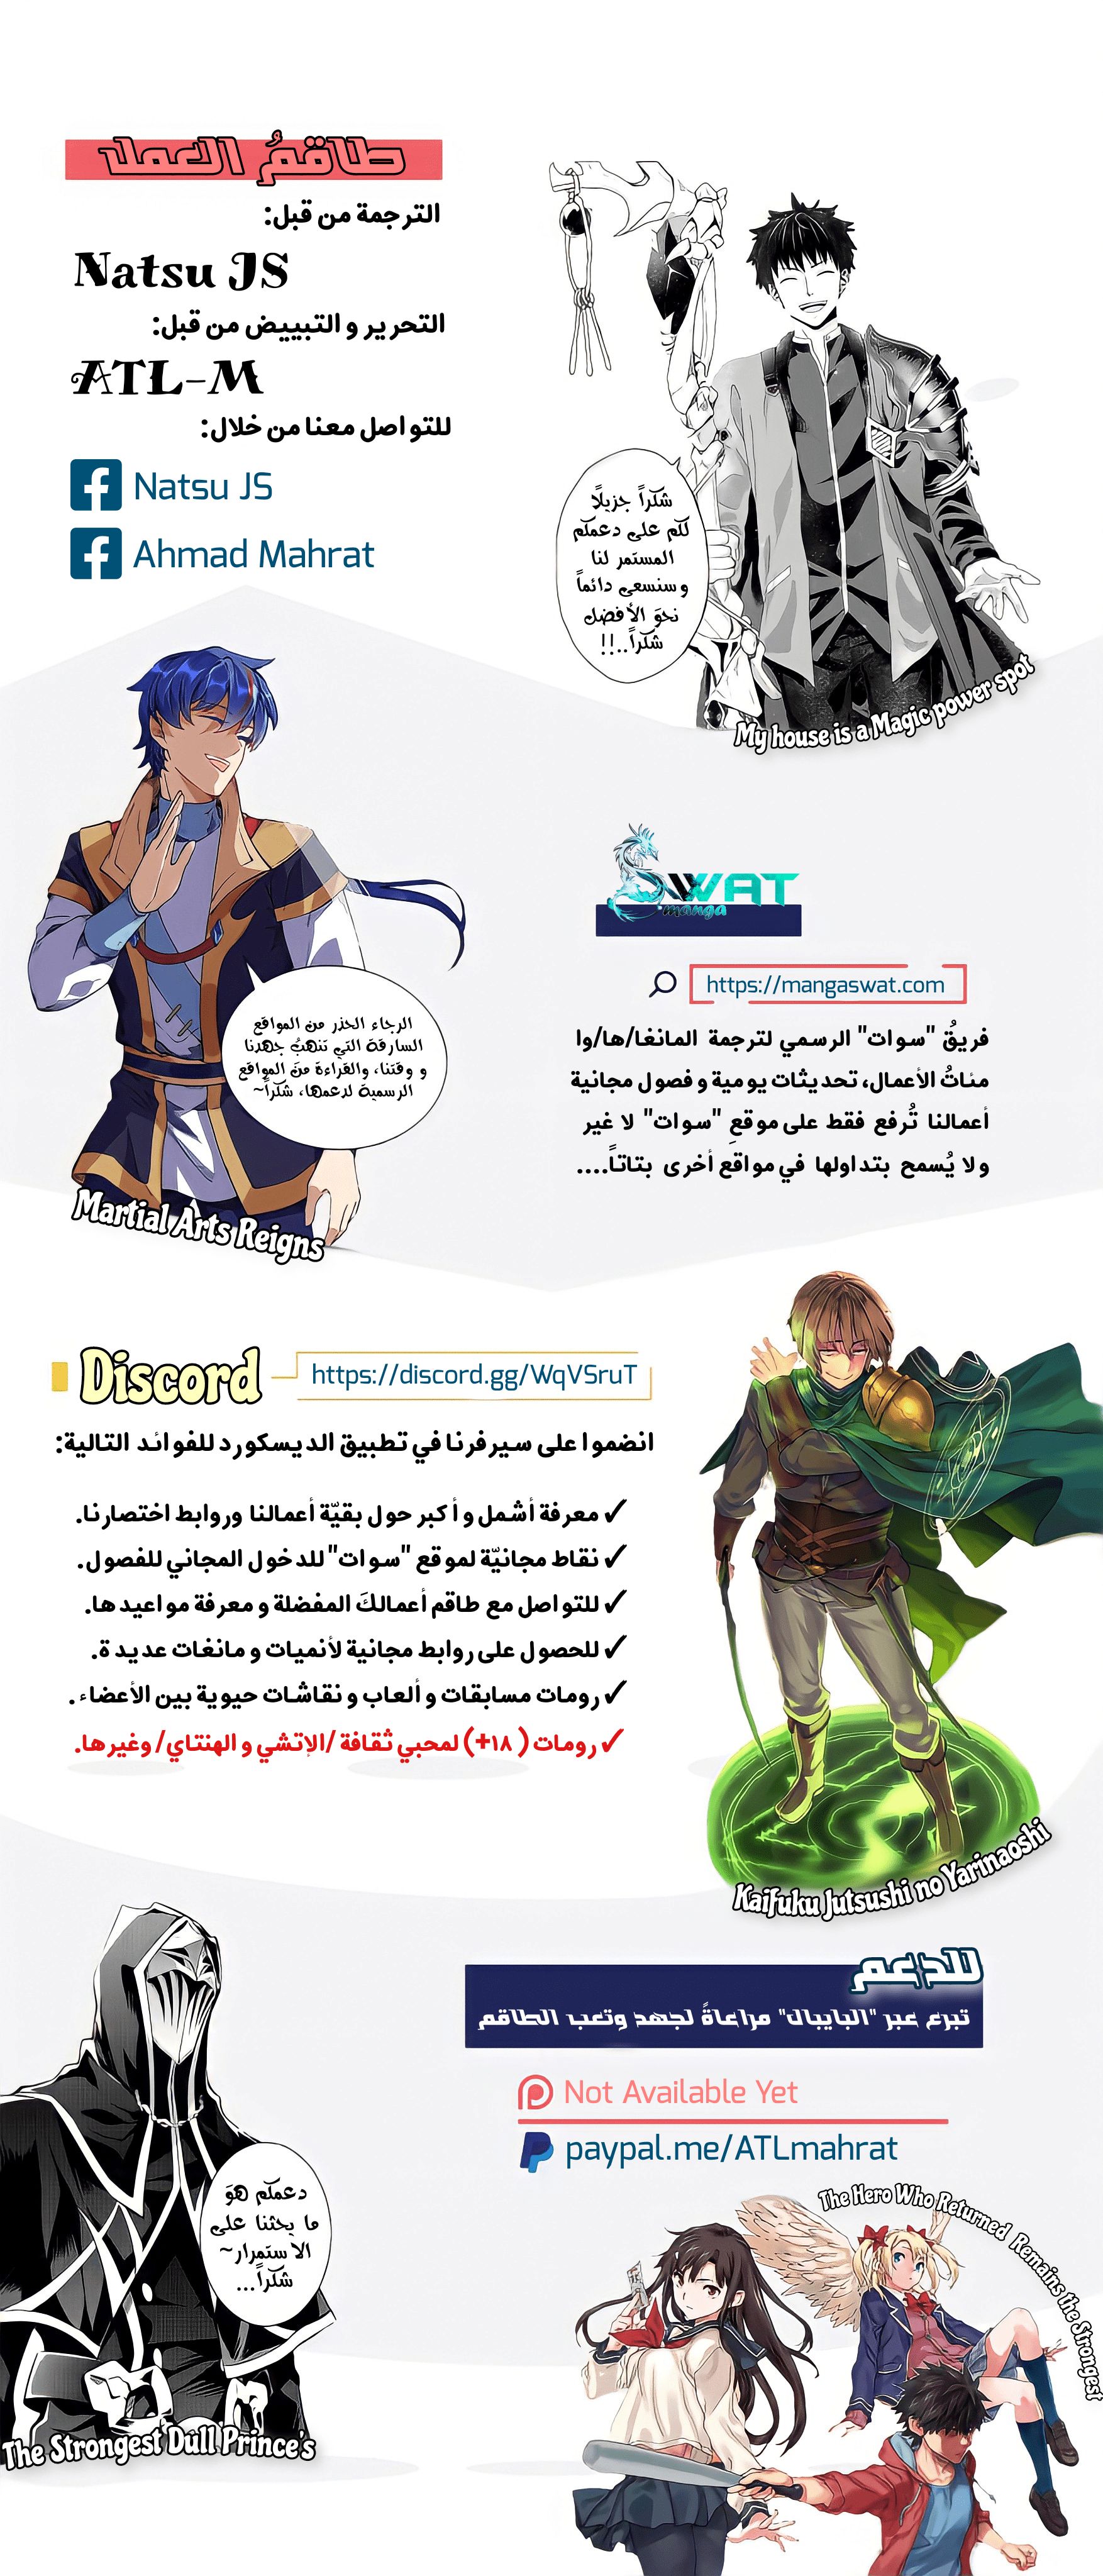 طاقمُ العمل
الترجمة من قبل:
Natsu JS
التحرير و التبييض من قبل:
ATL-M
للتواصل معنا من خلال:
Natsu JS
Ahmad Mahrat
شكراً جزيلًا
لكم على دعمكم
المستمر لنا
وسنسعى دائماً
نحوَ الأفضل
شكراً..!!
My house is a Magic power spot
الرجاء الحذر من المواقع
السارقة التي تنهبُ جهدنا
و وقتنا، والقراءة منَ المواقع
الرسمية لدعمها، شكراً~
Martial Arts Reigns
SWAT
manga
https://mangaswat.com
فريقُ "سوات" الرسمي لترجمة المانغا/ها/وا
مئاتُ الأعمال، تحديثات يومية و فصول مجانية
أعمالنا تُرفع فقط على موقعِ "سوات" لا غير
ولا يُسمح بتداولها في مواقع أخرى بتاتاً....
Discord
https://discord.gg/WqVSruT
انضموا على سيرفرنا في تطبيق الديسكورد للفوائد التالية:
✓ معرفة أشمل و أكبر حول بقيّة أعمالنا وروابط اختصارنا.
✓ نقاط مجانيّة لموقع "سوات" للدخول المجاني للفصول.
✓ للتواصل مع طاقم أعمالكَ المفضلة و معرفة مواعيدها.
✓ للحصول على روابط مجانية لأنميات و مانغات عديدة.
✓ رومات مسابقات و ألعاب و نقاشات حيوية بين الأعضاء.
✓ رومات (١٨+) لمحبي ثقافة /الإتشي و الهنتاي/ وغيرها.
Kaifuku Jutsushi no Yarinaoshi
للدعم
تبرع عبر "البايبال" مراعاةً لجهد وتعب الطاقم
Not Available Yet
paypal.me/ATLmahrat
دعمكم هوَ
ما يحثنا على
الاستمرار~
شكراً...
The Strongest Dull Prince's
The Hero Who Returned Remains the Strongest